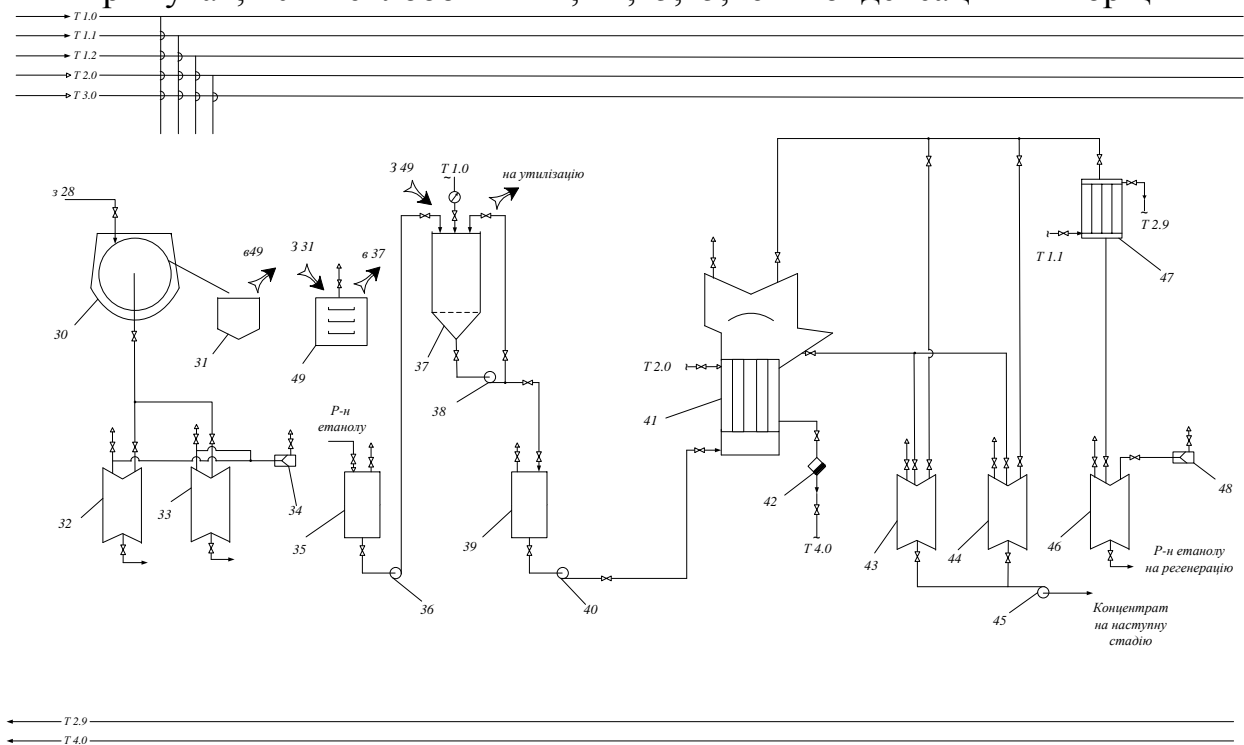 Т 1.0
Т 1.1
Т 1.2
Т 2.0
Т 3.0
З 49
Т 1.0
на утилізацію
з 28
в49
З 31
в 37
Т 2.9
Т 1.1
47
30
31
49
37
Т 2.0
38
41
Р-н
етанолу
42
48
32
33
34
35
39
Т 4.0
43
44
46
Р-н етанолу
на регенерацію
36
40
45
Концентрат
на наступну
стадію
Т 2.9
Т 4.0